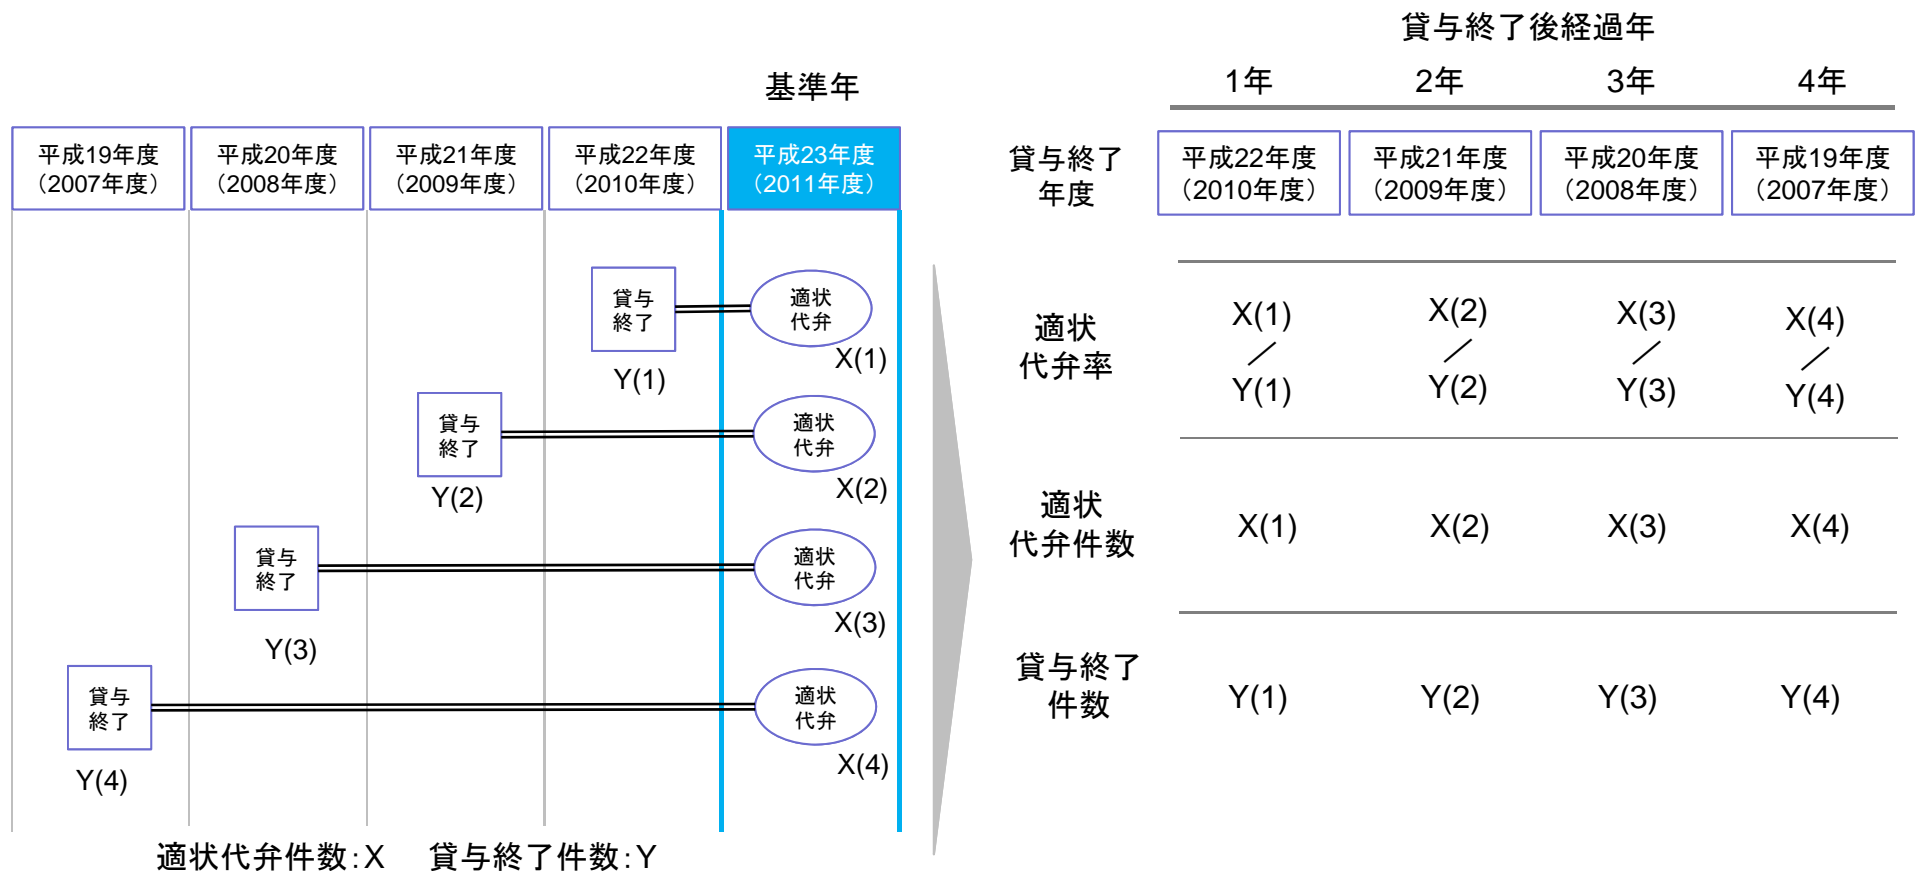 基準年
平成19年度
（2007年度）
平成20年度
（2008年度）
平成21年度
（2009年度）
平成22年度
（2010年度）
平成23年度
（2011年度）
貸与
終了
適状
代弁
Y(1)
X(1)
貸与
終了
適状
代弁
Y(2)
X(2)
貸与
終了
適状
代弁
Y(3)
X(3)
貸与
終了
適状
代弁
Y(4)
X(4)
適状代弁件数:X　貸与終了件数:Y
貸与終了後経過年
1年 2年 3年 4年
貸与終了
年度
平成22年度
（2010年度）
平成21年度
（2009年度）
平成20年度
（2008年度）
平成19年度
（2007年度）
適状
代弁率
X(1)
／
Y(1)
X(2)
／
Y(2)
X(3)
／
Y(3)
X(4)
／
Y(4)
適状
代弁件数
X(1) X(2) X(3) X(4)
貸与終了
件数
Y(1) Y(2) Y(3) Y(4)